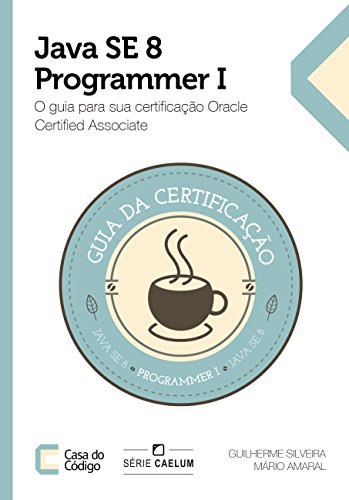 Java SE 8
Programmer I
O guia para sua certificação Oracle
Certified Associate
GUIA DA CERTIFICAÇÃO
JAVA SE 8 • PROGRAMMER I • JAVA SE 8
Casa do
Código
SÉRIE CAELUM
GUILHERME SILVEIRA
MÁRIO AMARAL